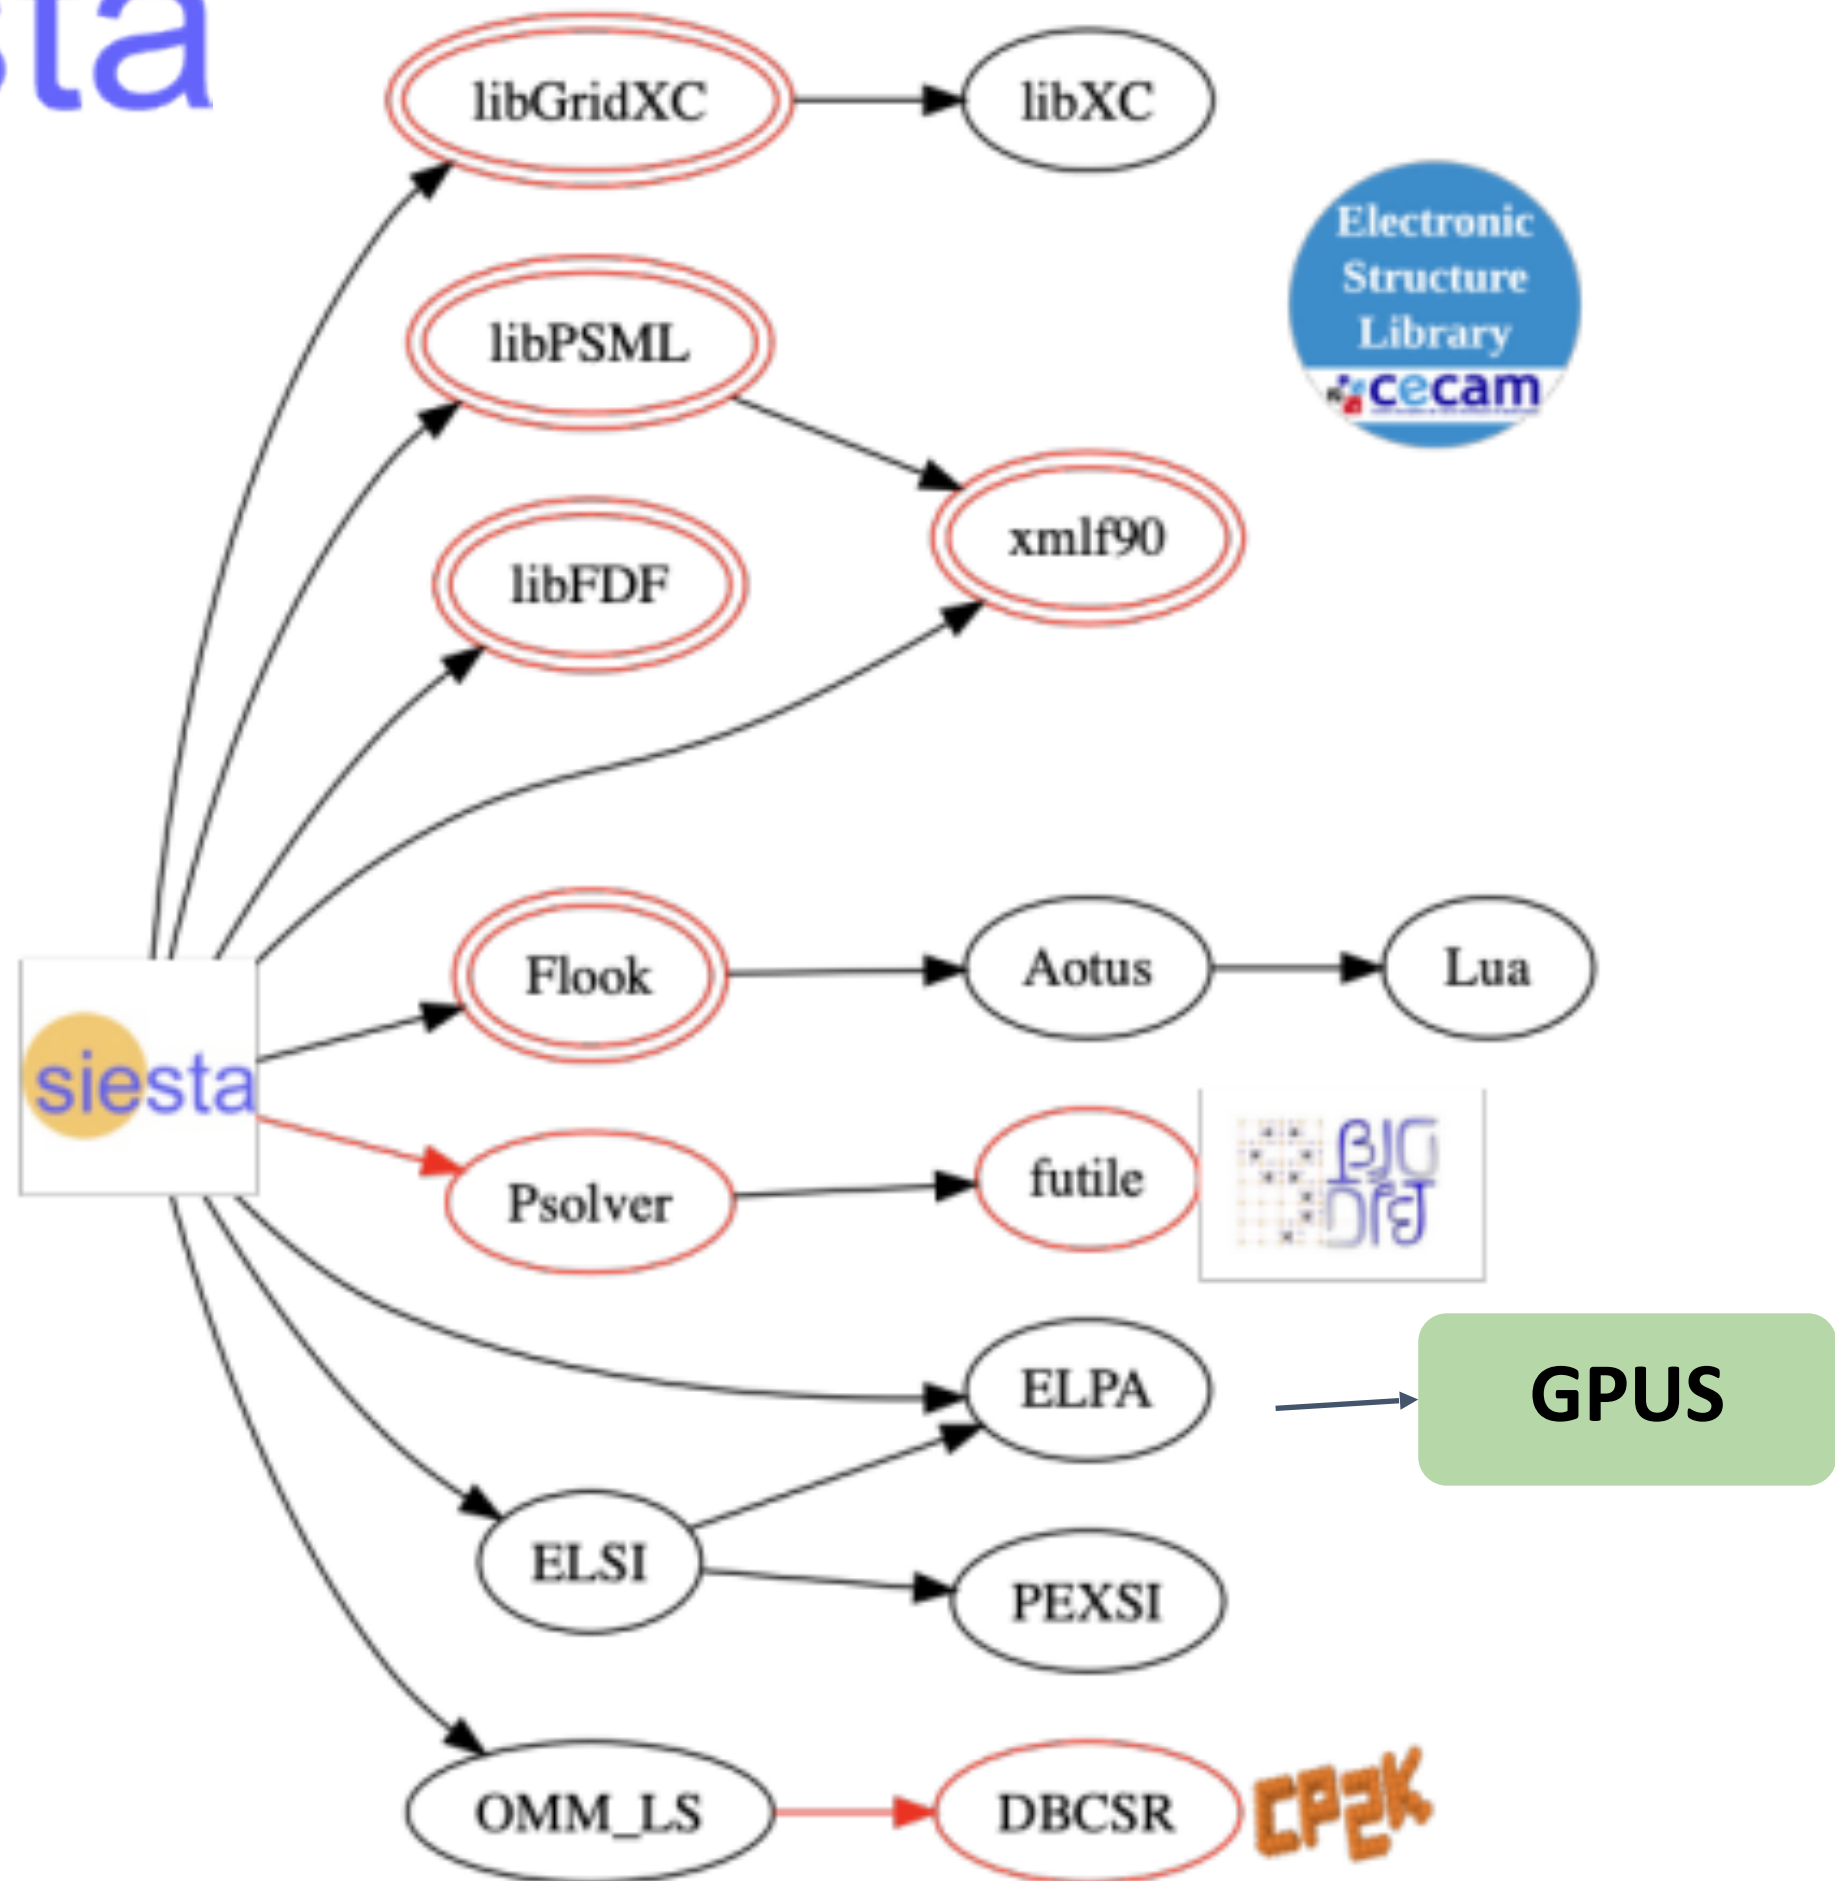 sta
libGridXC
libXC
Electronic
Structure
Library
cecam
libPSML
xmlf90
libFDF
Flook
Aotus
Lua
siesta
Psolver
futile
BIG
DFT
ELPA
GPUS
ELSI
PEXSI
OMM_LS
DBCSR
CP2K